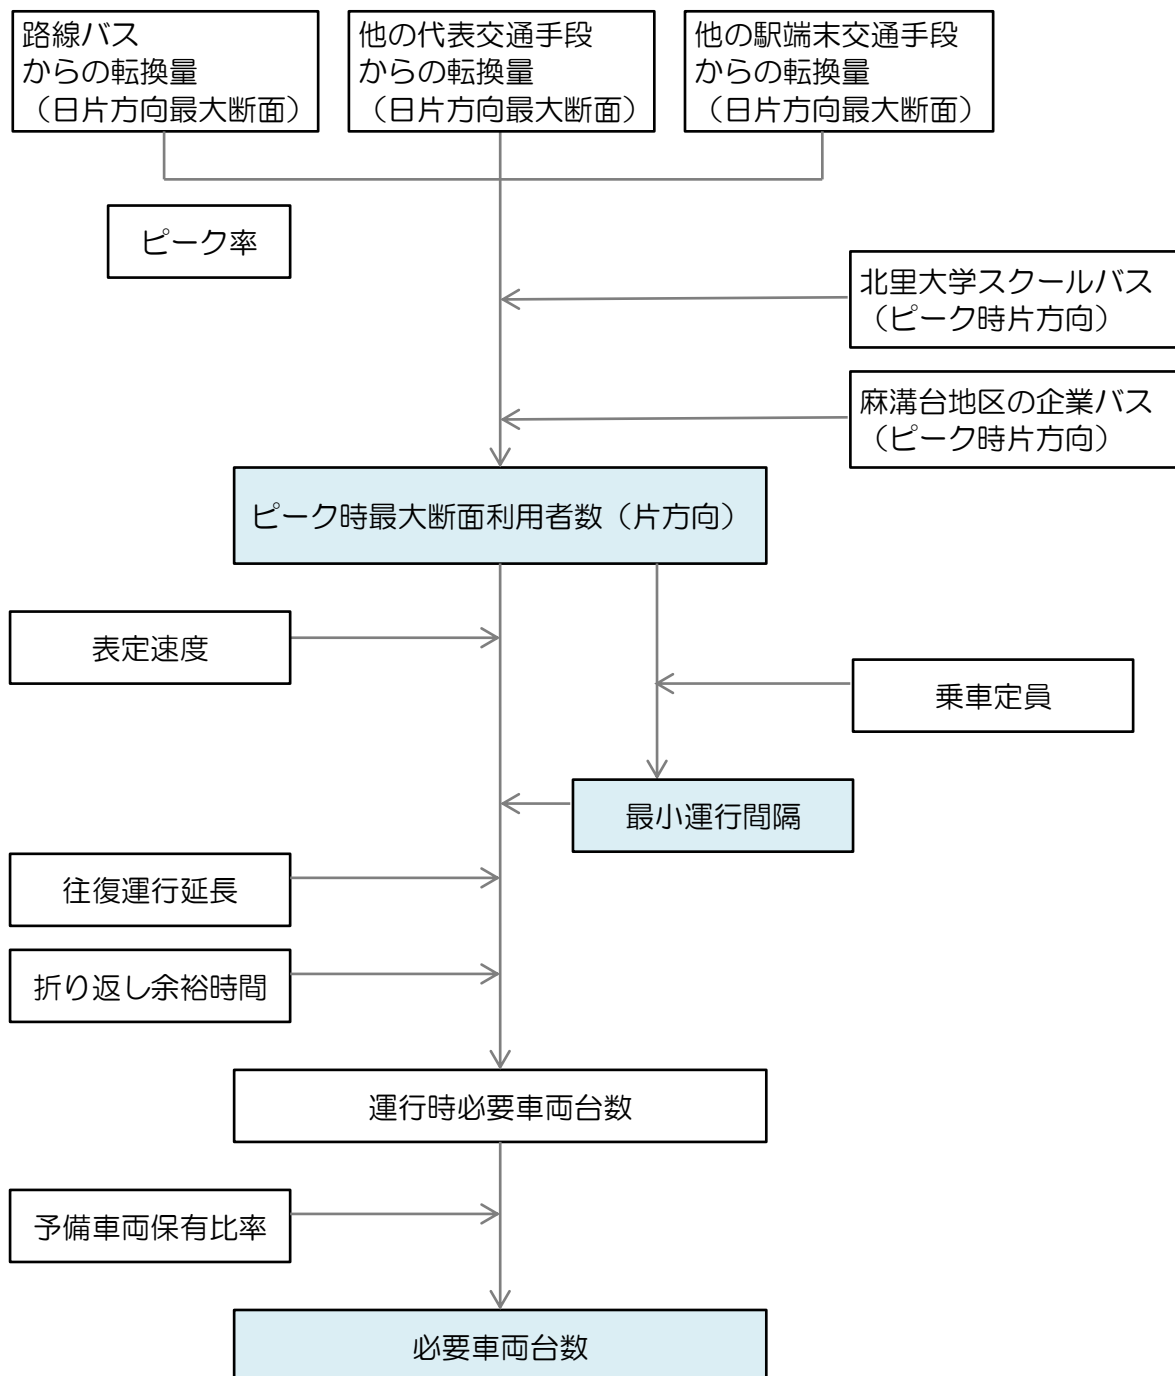 路線バス
からの転換量
（日片方向最大断面）
他の代表交通手段
からの転換量
（日片方向最大断面）
他の駅端末交通手段
からの転換量
（日片方向最大断面）
ピーク率
北里大学スクールバス
（ピーク時片方向）
麻溝台地区の企業バス
（ピーク時片方向）
ピーク時最大断面利用者数（片方向）
表定速度
乗車定員
最小運行間隔
往復運行延長
折り返し余裕時間
運行時必要車両台数
予備車両保有比率
必要車両台数